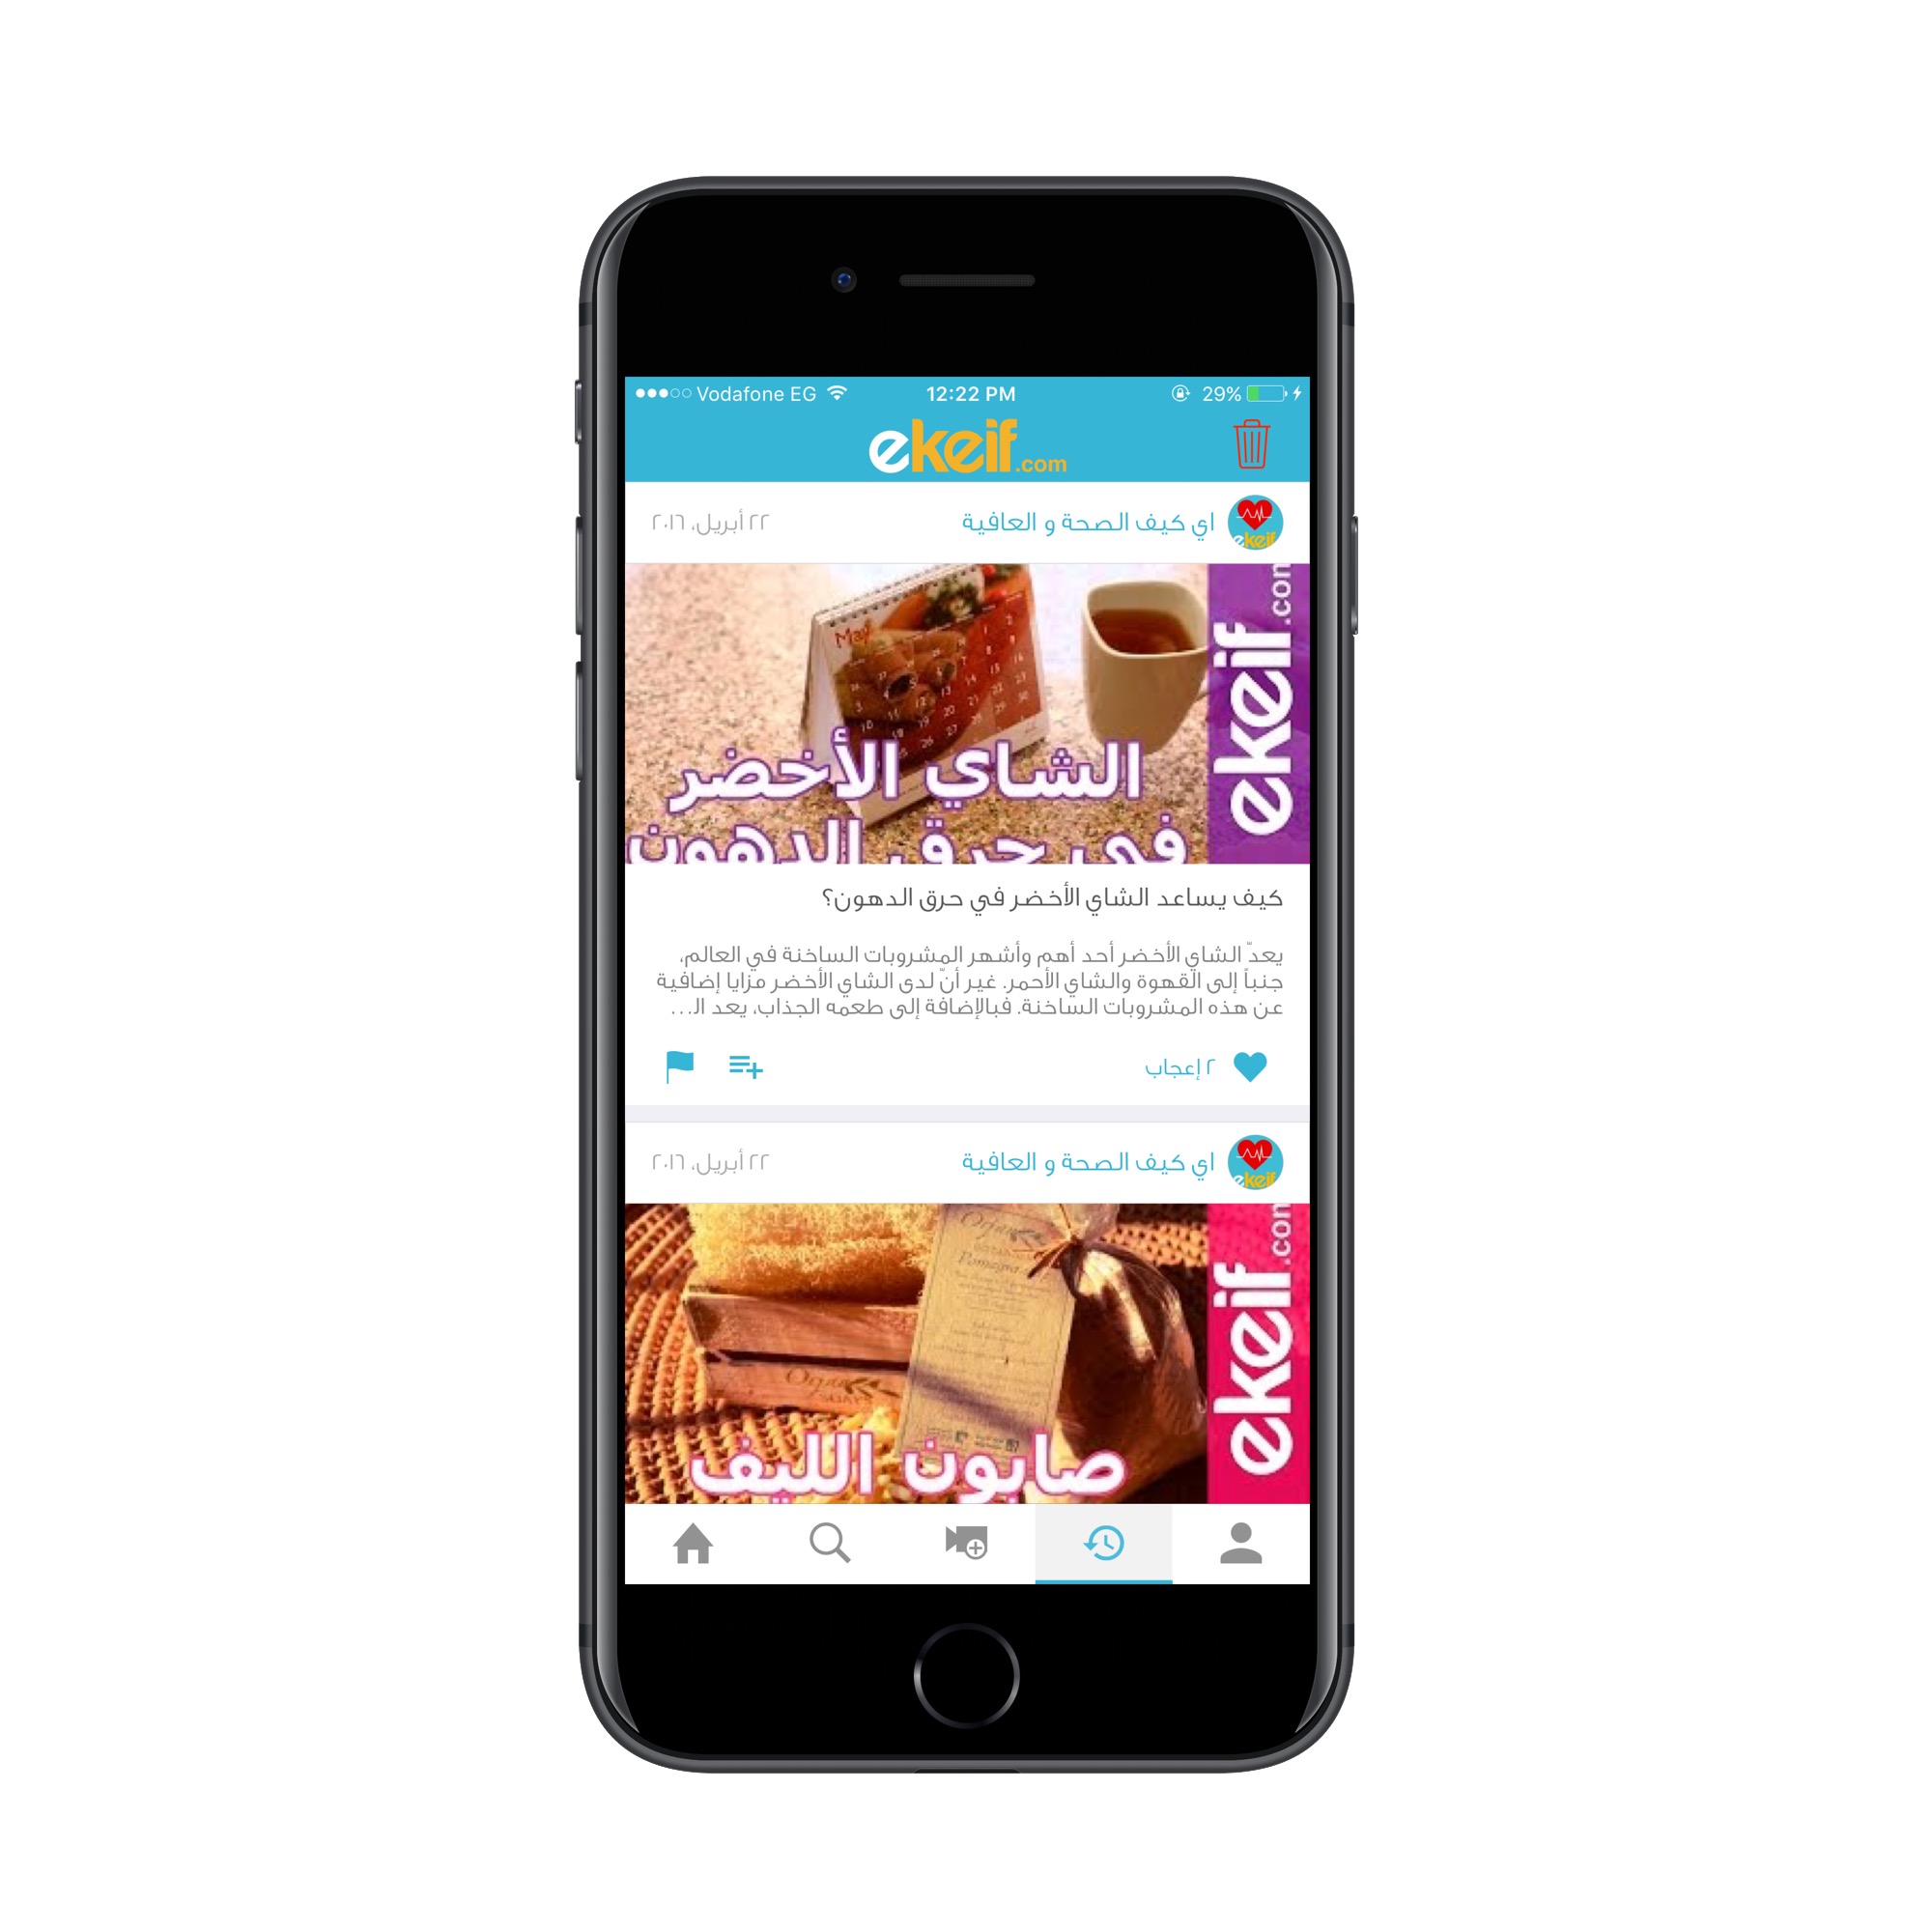 Vodafone EG
12:22 PM
29%
ekeif.com
اي كيف الصحة و العافية
٢٢ أبريل، ٢٠١٦
ekeif.com
May
الشاي الأخضر
في حرق الدهون
كيف يساعد الشاي الأخضر في حرق الدهون؟
يعدّ الشاي الأخضر أحد أهم وأشهر المشروبات الساخنة في العالم،
جنباً إلى القهوة والشاي الأحمر. غير أنّ لدى الشاي الأخضر مزايا إضافية
عن هذه المشروبات الساخنة. فبالإضافة إلى طعمه الجذاب، يعد الـ...
٢ إعجاب
اي كيف الصحة و العافية
٢٢ أبريل، ٢٠١٦
ekeif.com
صابون الليف